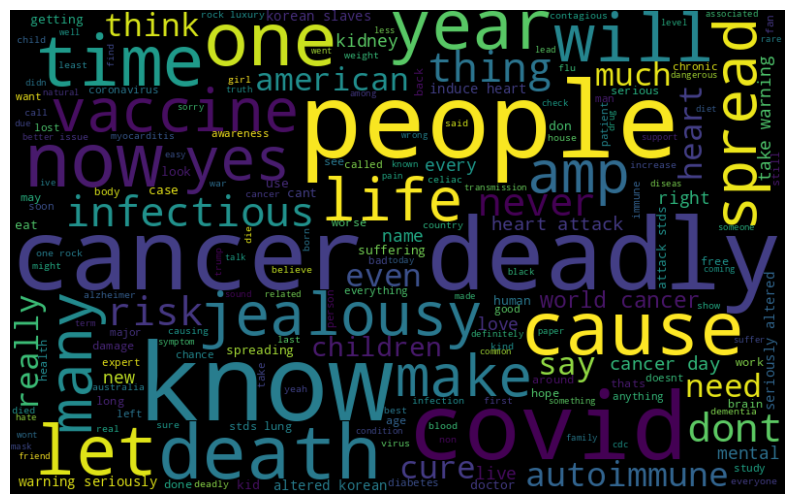 getting
rock luxury
korean slaves
contagious
associated
think
one
year
will
level
fan
child
well
less
rare
time
went
kidney
thing
lead
spread
much
chronic
dangerous
find
weight
back
american
flu
least
want
natural
coronavirus
girl
truth
induce heart
man
serious
diet
didn
vaccine
sorry
among
check
patients
drug
heart
take warning
call
lost
people
due
myocarditis
awareness
said
don
house
increase
support
better issue
easy
wrong
now
yes
look
see
called
known
every
amp
still
may
body
war
use
cancer
cant
pain
celiac
transmission
diseas
immune
soon
case
life
never
right
eat
infectious
die
worse
country
name
heart attack
attack stds
someone
cancer deadly
one rock
talk
born
suffering
bad
today
black
free
coming
might
believe
everything
even
trump
sound
related
made
human
world cancer
show
really
alzheimer
risk
jealousy
person
good
love
cause
term
major
causing
definitely
kind
paper
suffer
many
damage
symptom
last
children
common
say
cancer day
health
expert
chance
spreading
around
thats
doesnt
work
new
know
take
make
hope
anything
need
seriously altered
australia
long
yeah
infection
first
something
brain
died
left
best
covid
dementia
hate
real
sure
stds lung
age
blood
non
family
cdc
dont
wont
mask
let
death
condition
virus
cure
mental
friend
done
deadly
live
autoimmune
study
warning seriously
kid
altered korean
diabetes
doctor
everyone